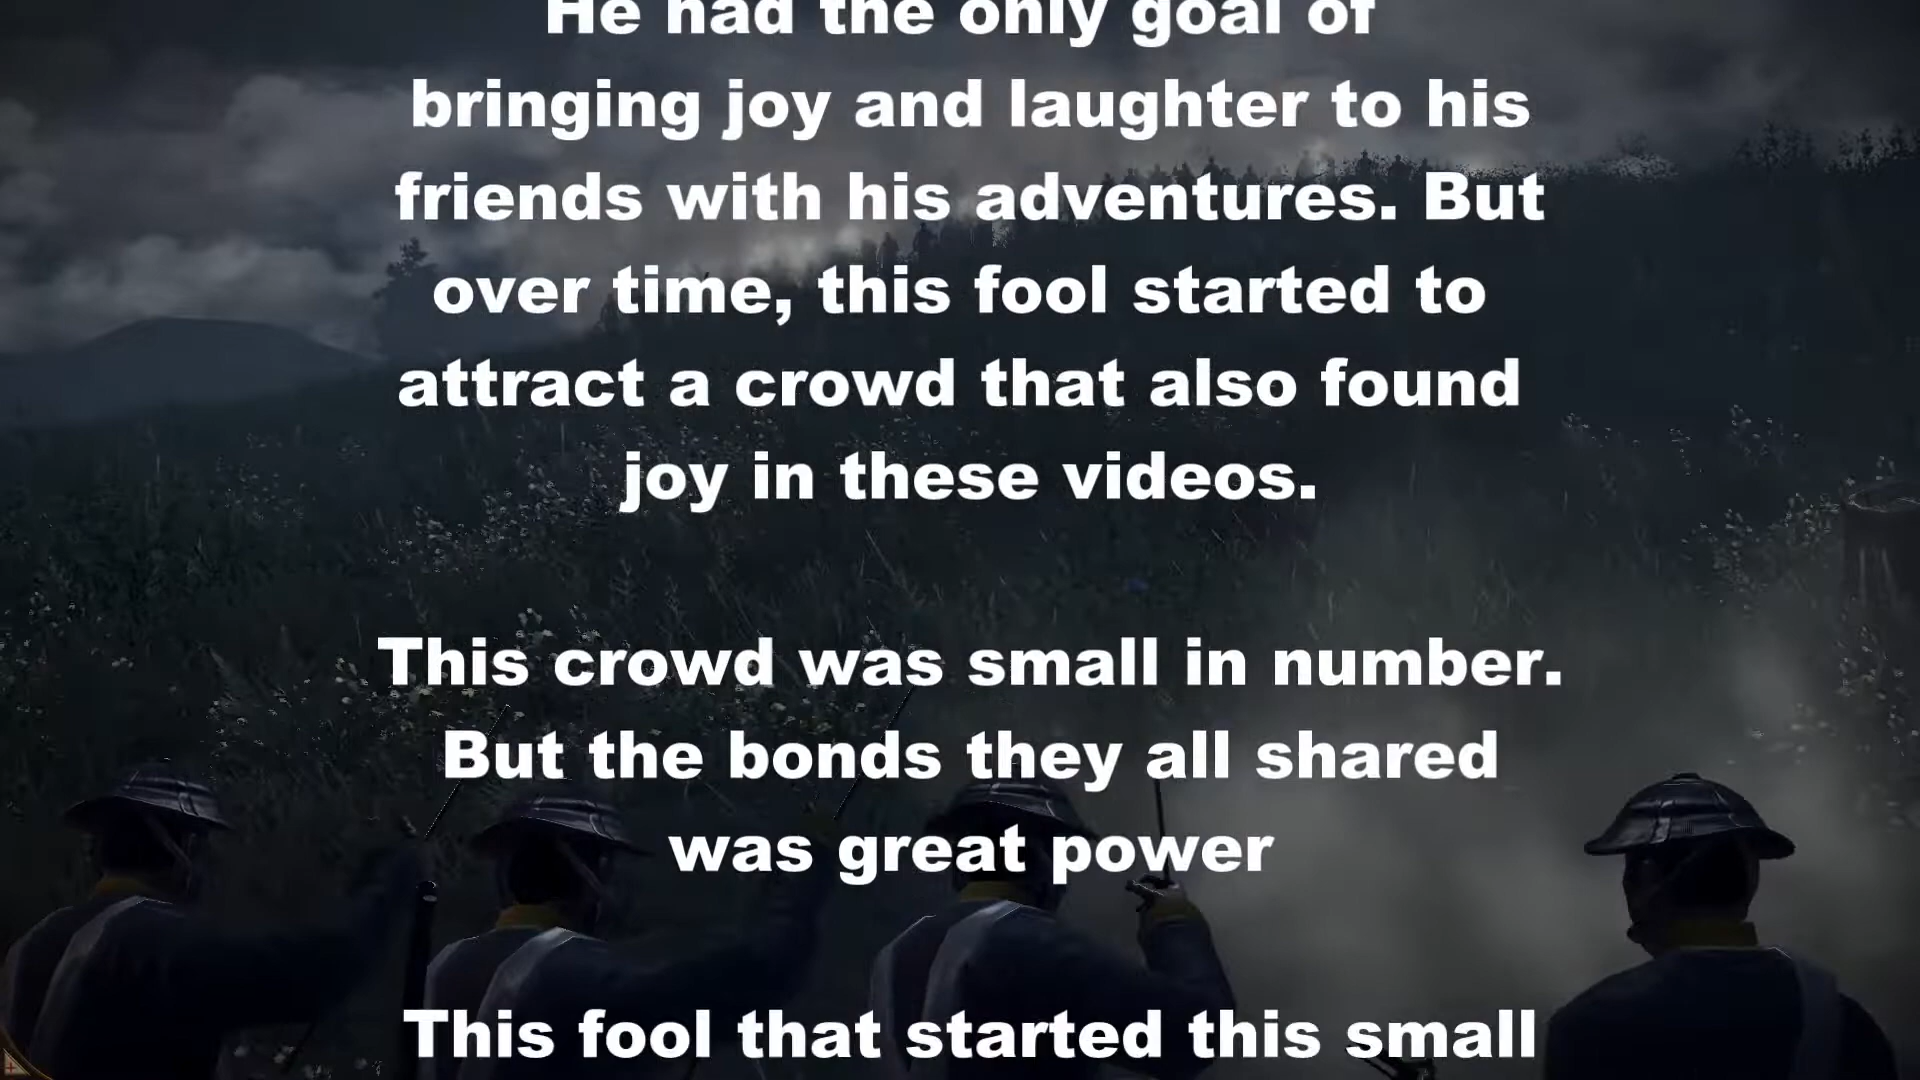 He had the only goal of
bringing joy and laughter to his
friends with his adventures. But
over time, this fool started to
attract a crowd that also found
joy in these videos.
This crowd was small in number.
But the bonds they all shared
was great power
This fool that started this small